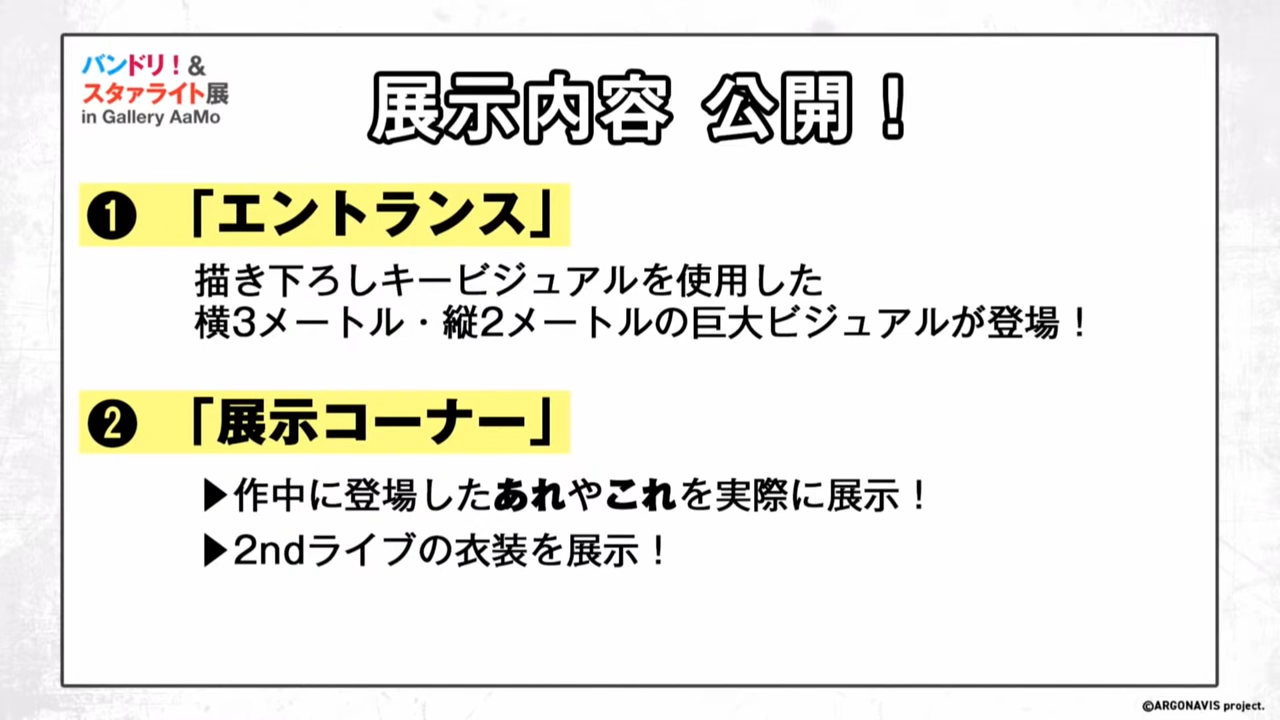 バンドリ！&
スタァライト展
in Gallery AaMo
展示内容 公開！
❶ 「エントランス」
描き下ろしキービジュアルを使用した
横3メートル・縦2メートルの巨大ビジュアルが登場！
❷ 「展示コーナー」
▶作中に登場したあれやこれを実際に展示！
▶2ndライブの衣装を展示！
©ARGONAVIS project.